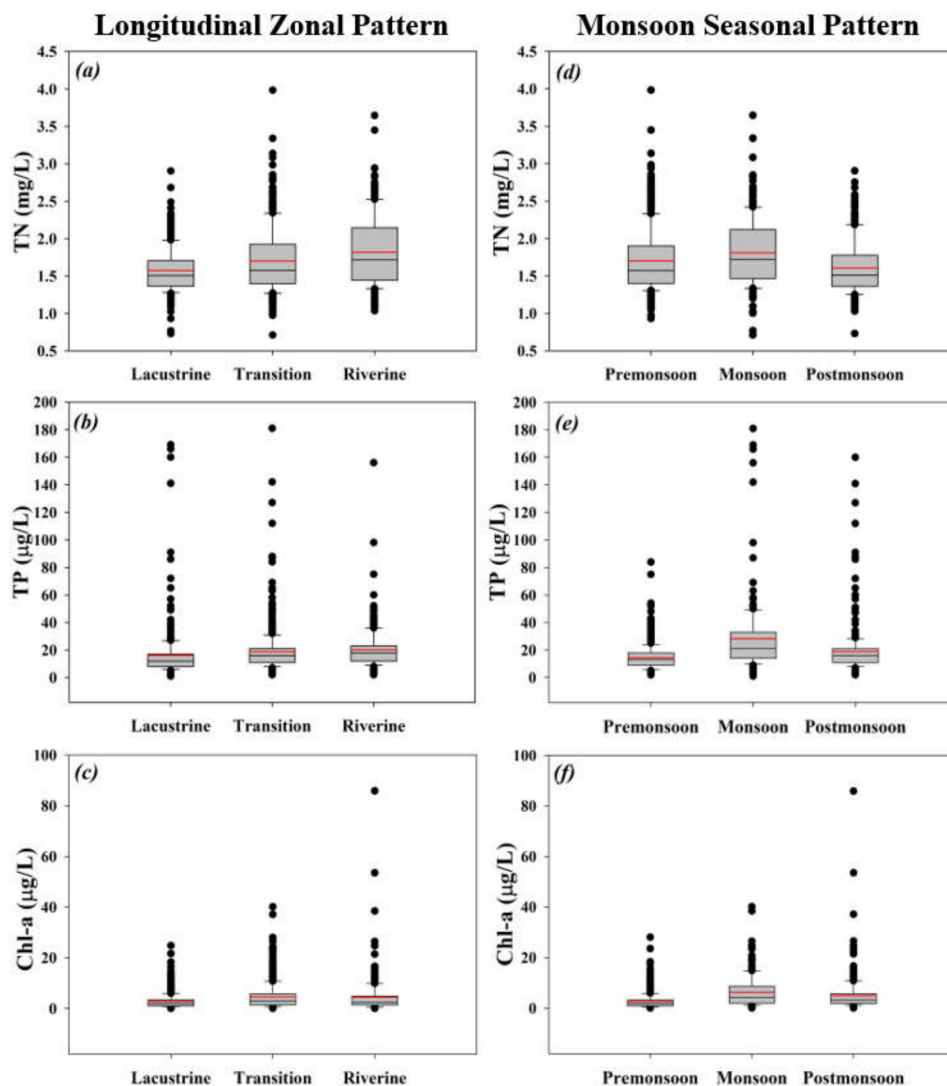 Longitudinal Zonal Pattern
Monsoon Seasonal Pattern
(a)
TN (mg/L)
4.5
4.0
3.5
3.0
2.5
2.0
1.5
1.0
0.5
Lacustrine Transition Riverine
(d)
TN (mg/L)
4.5
4.0
3.5
3.0
2.5
2.0
1.5
1.0
0.5
Premonsoon Monsoon Postmonsoon
(b)
TP (µg/L)
200
180
160
140
120
100
80
60
40
20
0
Lacustrine Transition Riverine
(e)
TP (µg/L)
200
180
160
140
120
100
80
60
40
20
0
Premonsoon Monsoon Postmonsoon
(c)
Chl-a (µg/L)
100
80
60
40
20
0
Lacustrine Transition Riverine
(f)
Chl-a (µg/L)
100
80
60
40
20
0
Premonsoon Monsoon Postmonsoon